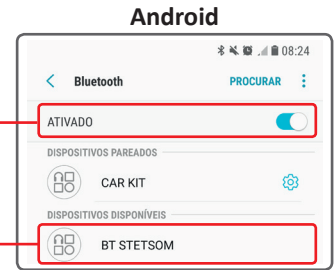 Android
08:24
Bluetooth PROCURAR
ATIVADO
DISPOSITIVOS PAREADOS
CAR KIT
DISPOSITIVOS DISPONÍVEIS
BT STETSOM